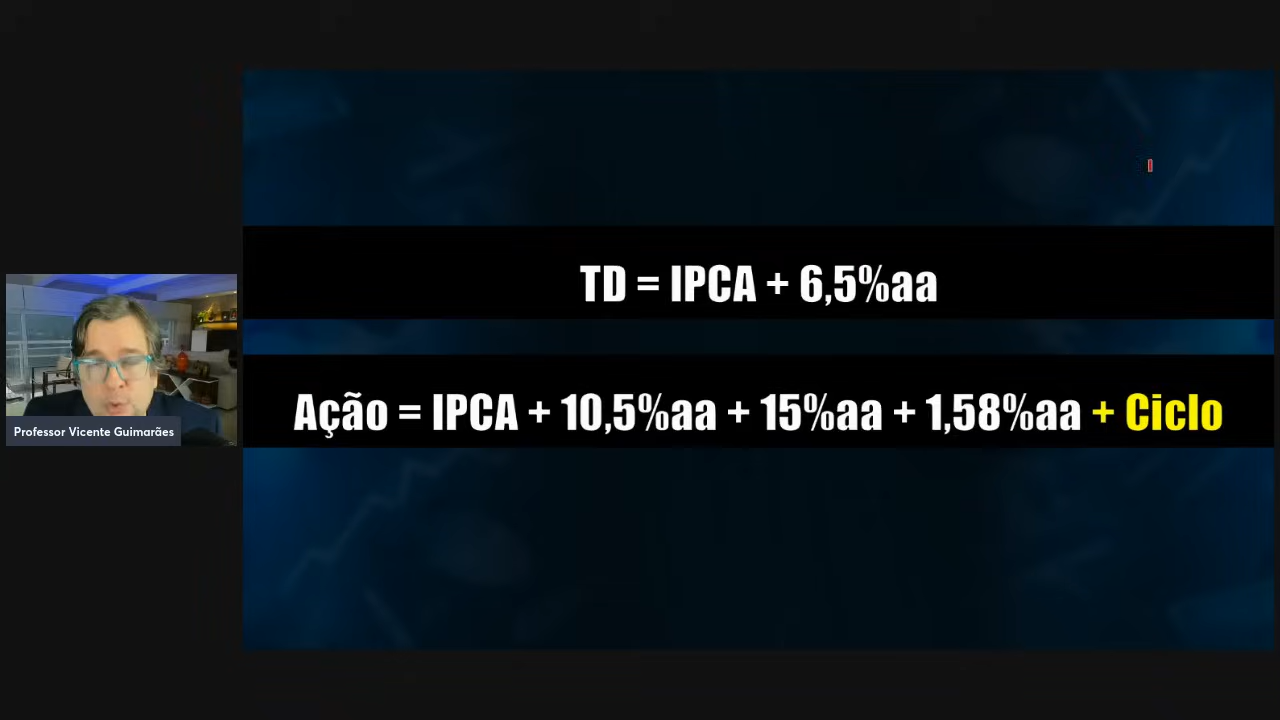 TD = IPCA + 6,5%aa
Ação = IPCA + 10,5%aa + 15%aa + 1,58%aa + Ciclo
Professor Vicente Guimarães